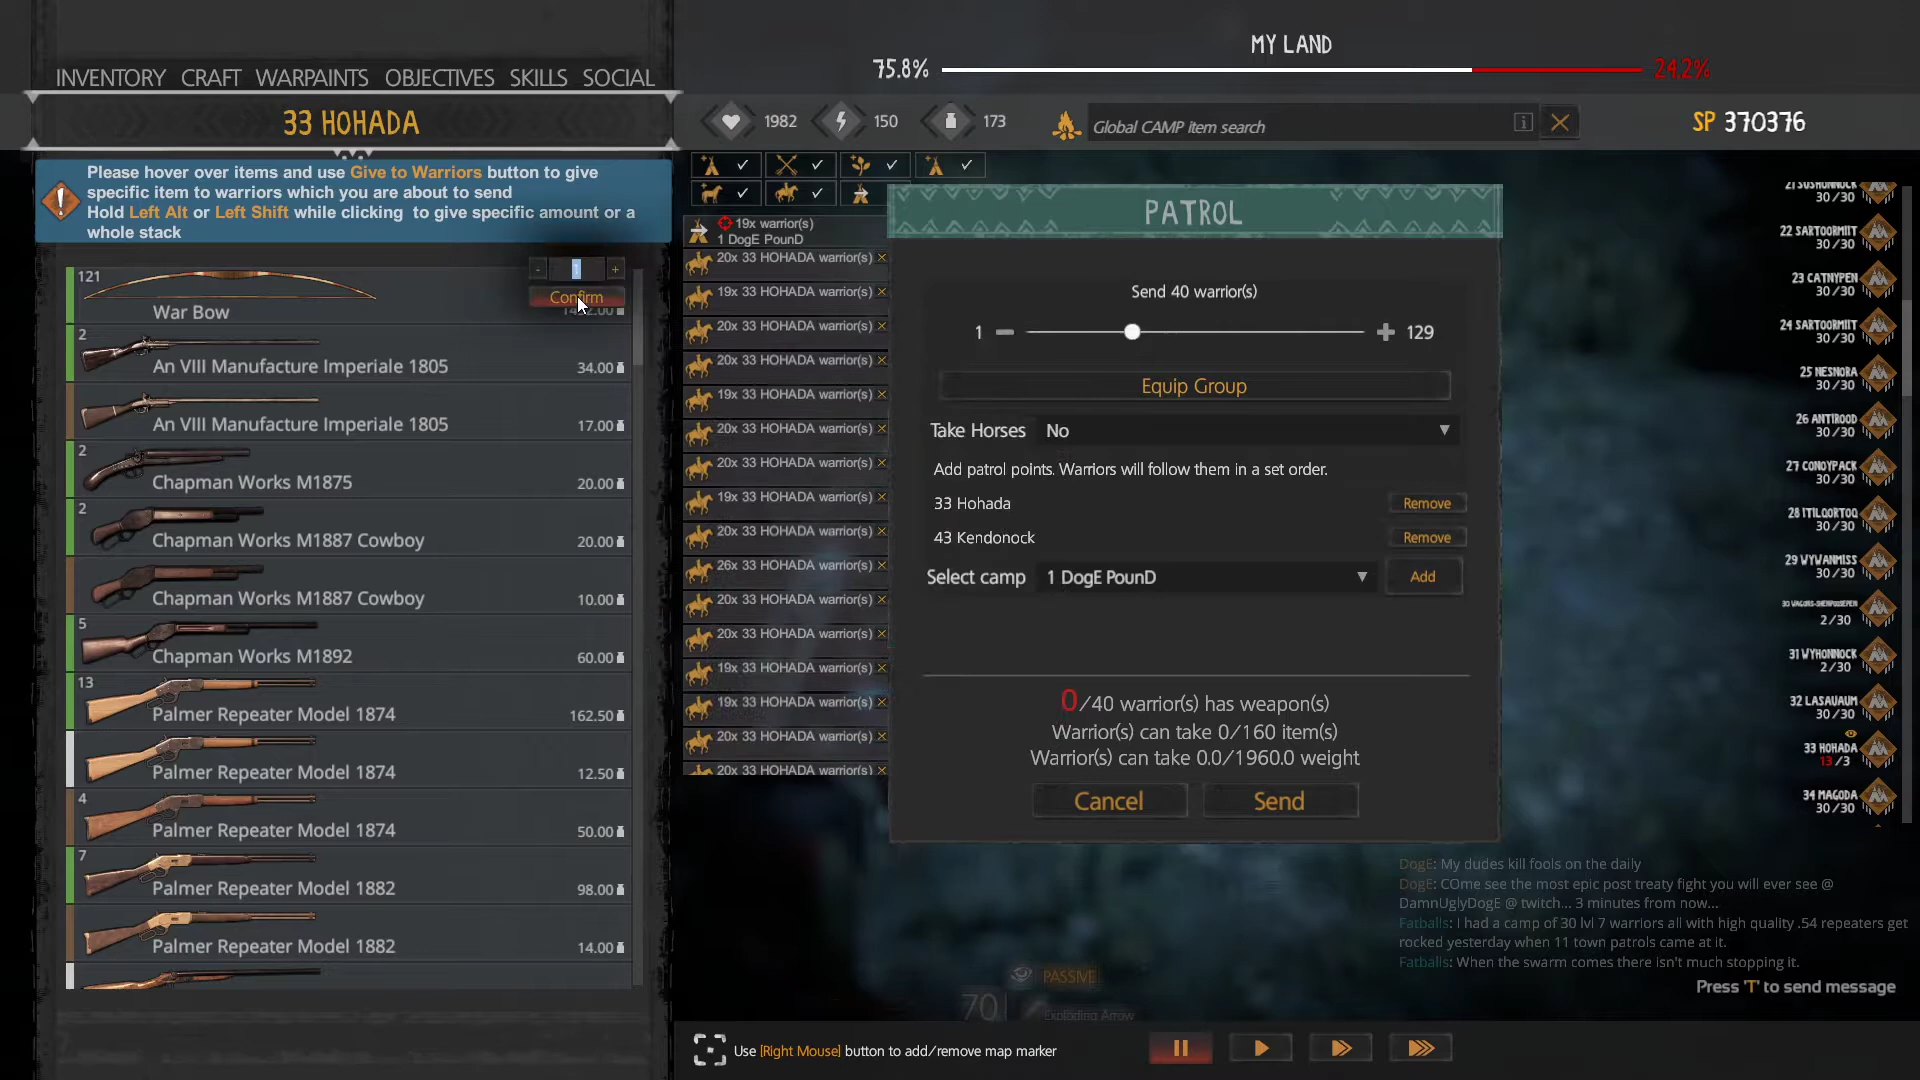 MY LAND
75.8%
24.2%
INVENTORY CRAFT WARPAINTS OBJECTIVES SKILLS SOCIAL
33 HOHADA
1982
150
173
Global CAMP item search
SP 370376
Please hover over items and use Give to Warriors button to give
specific item to warriors which you are about to send
Hold Left Alt or Left Shift while clicking to give specific amount or a
whole stack
121
War Bow
- 1 +
Confirm
2
An VIII Manufacture Imperiale 1805
34.00
An VIII Manufacture Imperiale 1805
17.00
2
Chapman Works M1875
20.00
2
Chapman Works M1887 Cowboy
20.00
Chapman Works M1887 Cowboy
10.00
5
Chapman Works M1892
60.00
13
Palmer Repeater Model 1874
162.50
Palmer Repeater Model 1874
12.50
4
Palmer Repeater Model 1874
50.00
7
Palmer Repeater Model 1882
98.00
Palmer Repeater Model 1882
14.00
19x warrior(s)
1 DogE PounD
20x 33 HOHADA warrior(s)
19x 33 HOHADA warrior(s)
20x 33 HOHADA warrior(s)
20x 33 HOHADA warrior(s)
19x 33 HOHADA warrior(s)
20x 33 HOHADA warrior(s)
20x 33 HOHADA warrior(s)
19x 33 HOHADA warrior(s)
20x 33 HOHADA warrior(s)
26x 33 HOHADA warrior(s)
20x 33 HOHADA warrior(s)
20x 33 HOHADA warrior(s)
19x 33 HOHADA warrior(s)
19x 33 HOHADA warrior(s)
20x 33 HOHADA warrior(s)
20x 33 HOHADA warrior(s)
PATROL
Send 40 warrior(s)
1
129
Equip Group
Take Horses No
Add patrol points. Warriors will follow them in a set order.
33 Hohada
Remove
43 Kendonock
Remove
Select camp 1 DogE PounD
Add
0/40 warrior(s) has weapon(s)
Warrior(s) can take 0/160 item(s)
Warrior(s) can take 0.0/1960.0 weight
Cancel
Send
30/30
22 SARTOORMIIT
30/30
23 CATNYPEN
30/30
24 SARTOORMIIT
30/30
25 NESNORA
30/30
26 ANTIROOD
30/30
27 CONOYPACK
30/30
28 ITILQORTOQ
30/30
29 WYWANMISS
30/30
2/30
31 WYHONNOCK
2/30
32 LASAUAUM
30/30
33 HOHADA
13/3
34 MAGODA
30/30
DogE: My dudes kill fools on the daily
DogE: COme see the most epic post treaty fight you will ever see @
DamnUglyDogE @ twitch... 3 minutes from now...
Fatballs: I had a camp of 30 lvl 7 warriors all with high quality .54 repeaters get
rocked yesterday when 11 town patrols came at it.
Fatballs: When the swarm comes there isn't much stopping it.
Press 'T' to send message
PASSIVE
70
Exploding Arrow
Use [Right Mouse] button to add/remove map marker